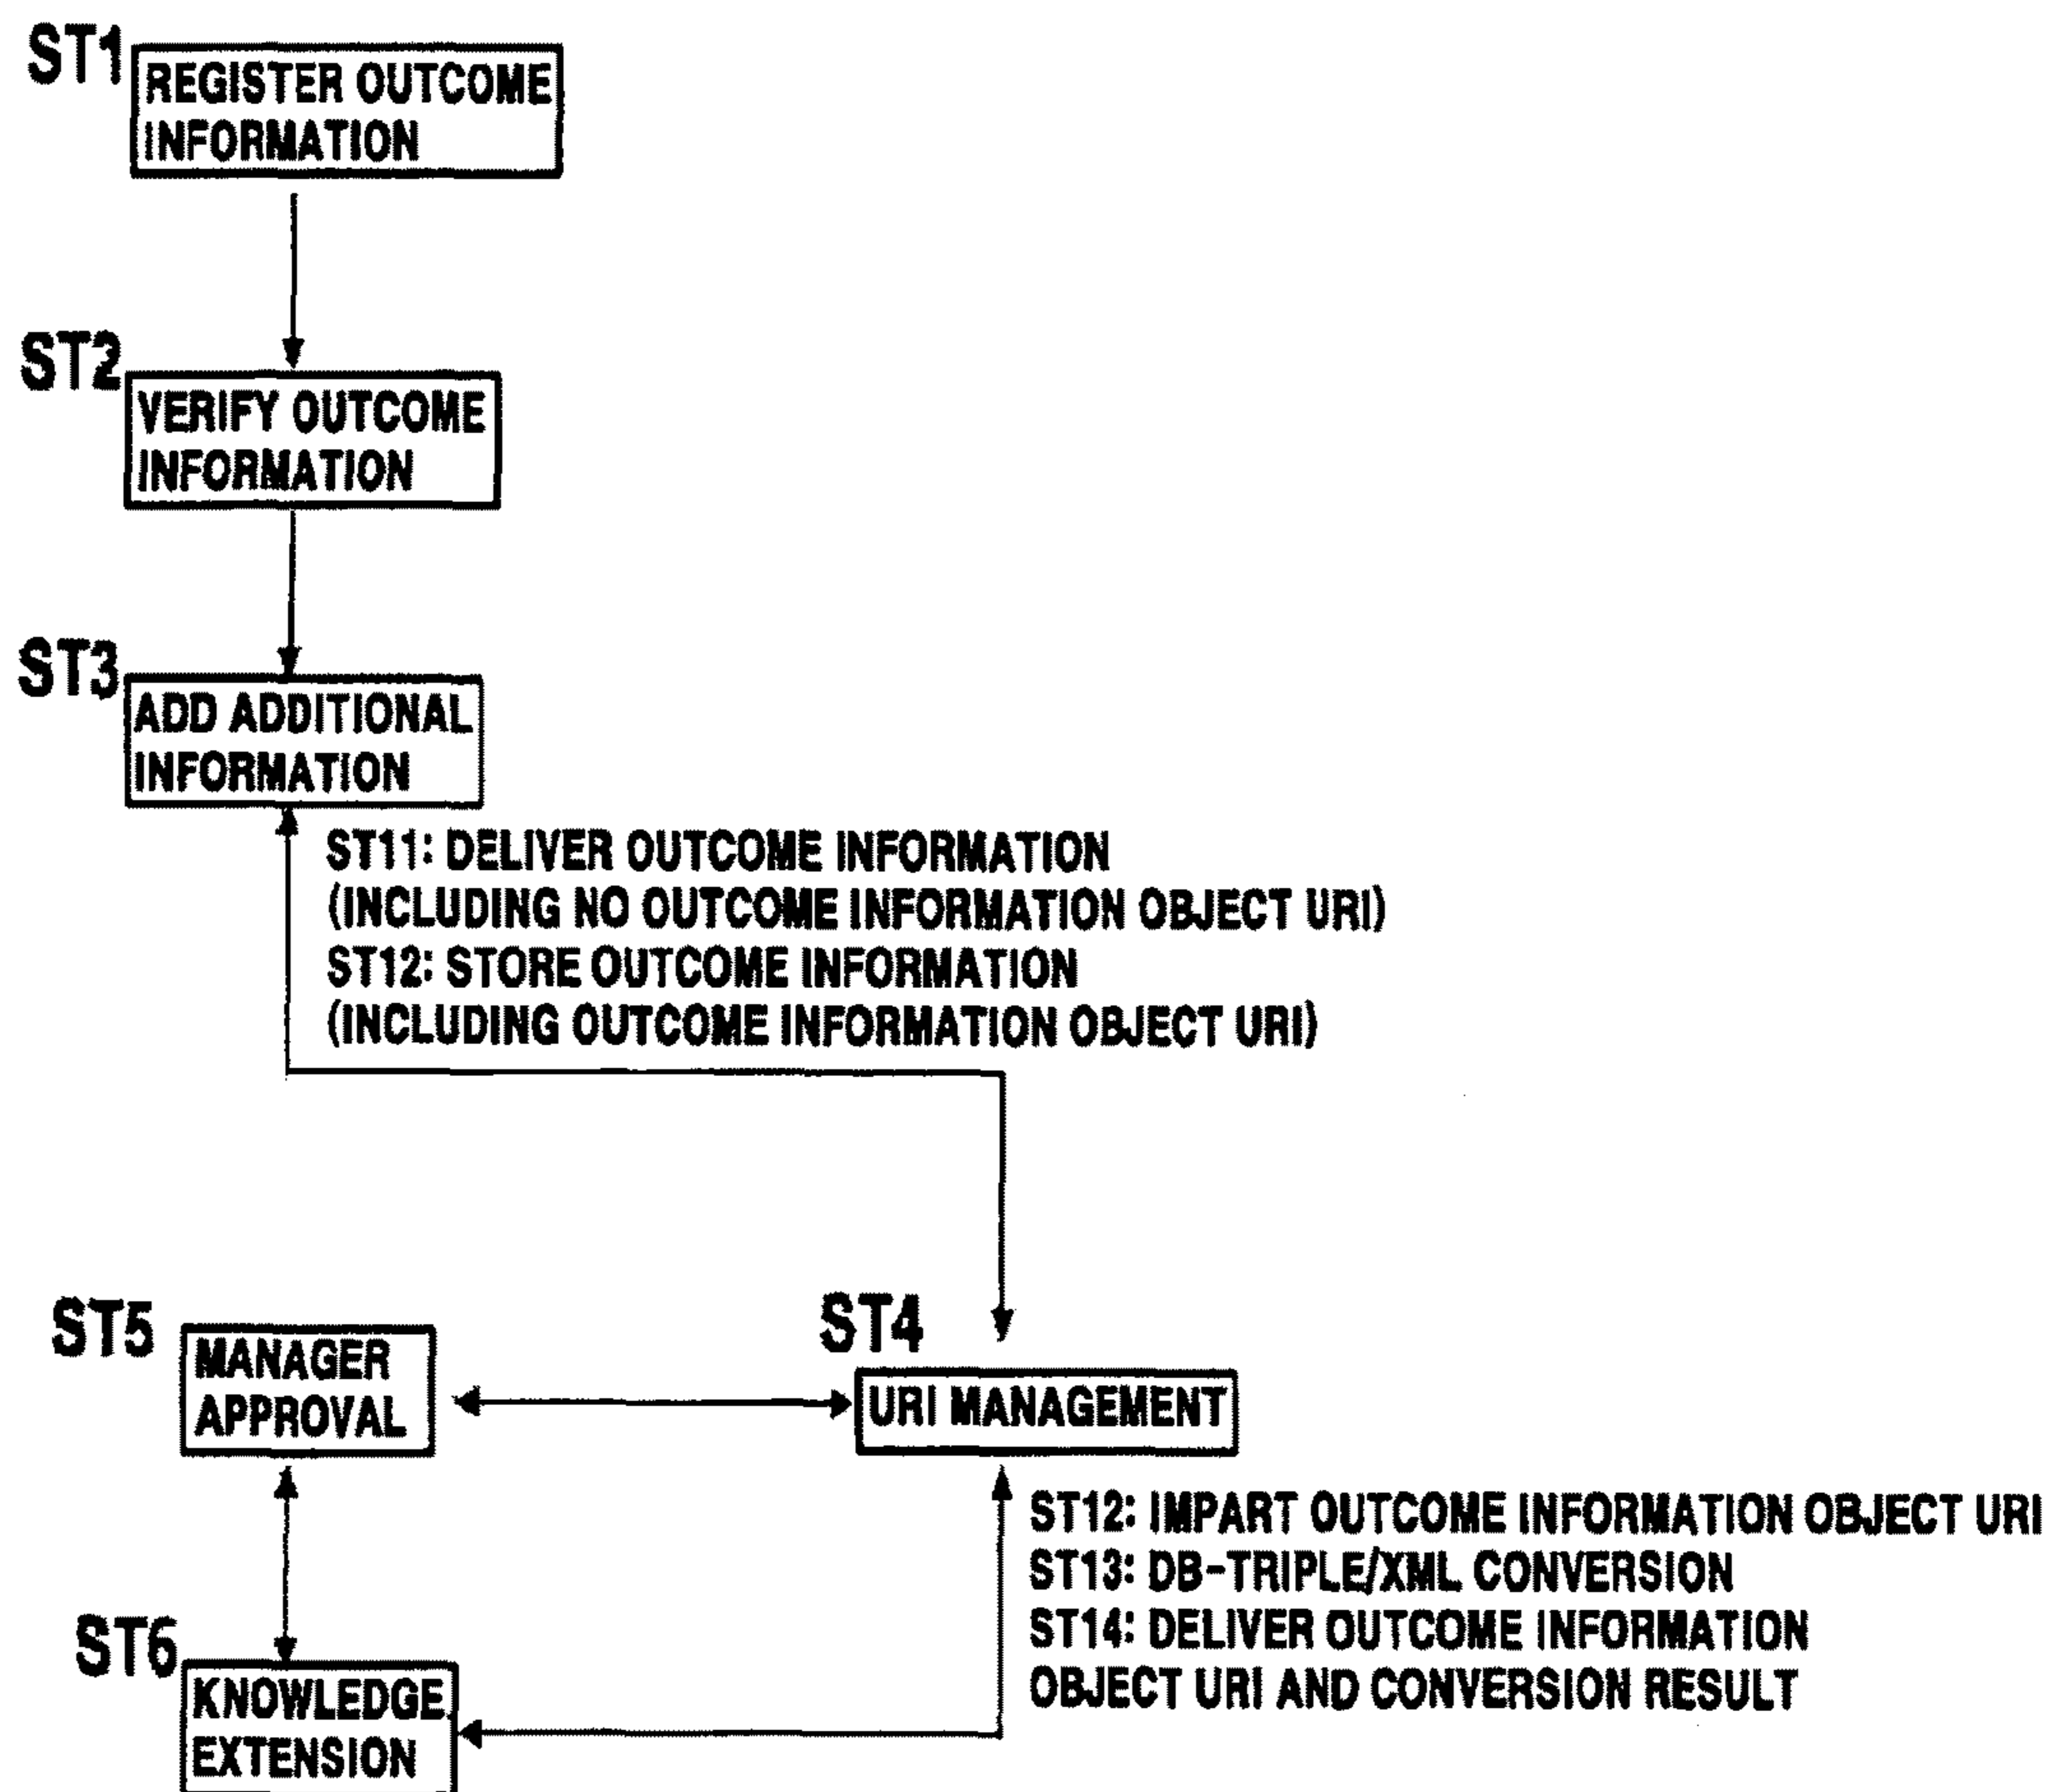 ST1
REGISTER OUTCOME
INFORMATION
ST2
VERIFY OUTCOME
INFORMATION
ST3
ADD ADDITIONAL
INFORMATION
ST11: DELIVER OUTCOME INFORMATION
(INCLUDING NO OUTCOME INFORMATION OBJECT URI)
ST12: STORE OUTCOME INFORMATION
(INCLUDING OUTCOME INFORMATION OBJECT URI)
ST5
MANAGER
APPROVAL
ST4
URI MANAGEMENT
ST12: IMPART OUTCOME INFORMATION OBJECT URI
ST13: DB-TRIPLE/XML CONVERSION
ST14: DELIVER OUTCOME INFORMATION
OBJECT URI AND CONVERSION RESULT
ST6
KNOWLEDGE
EXTENSION